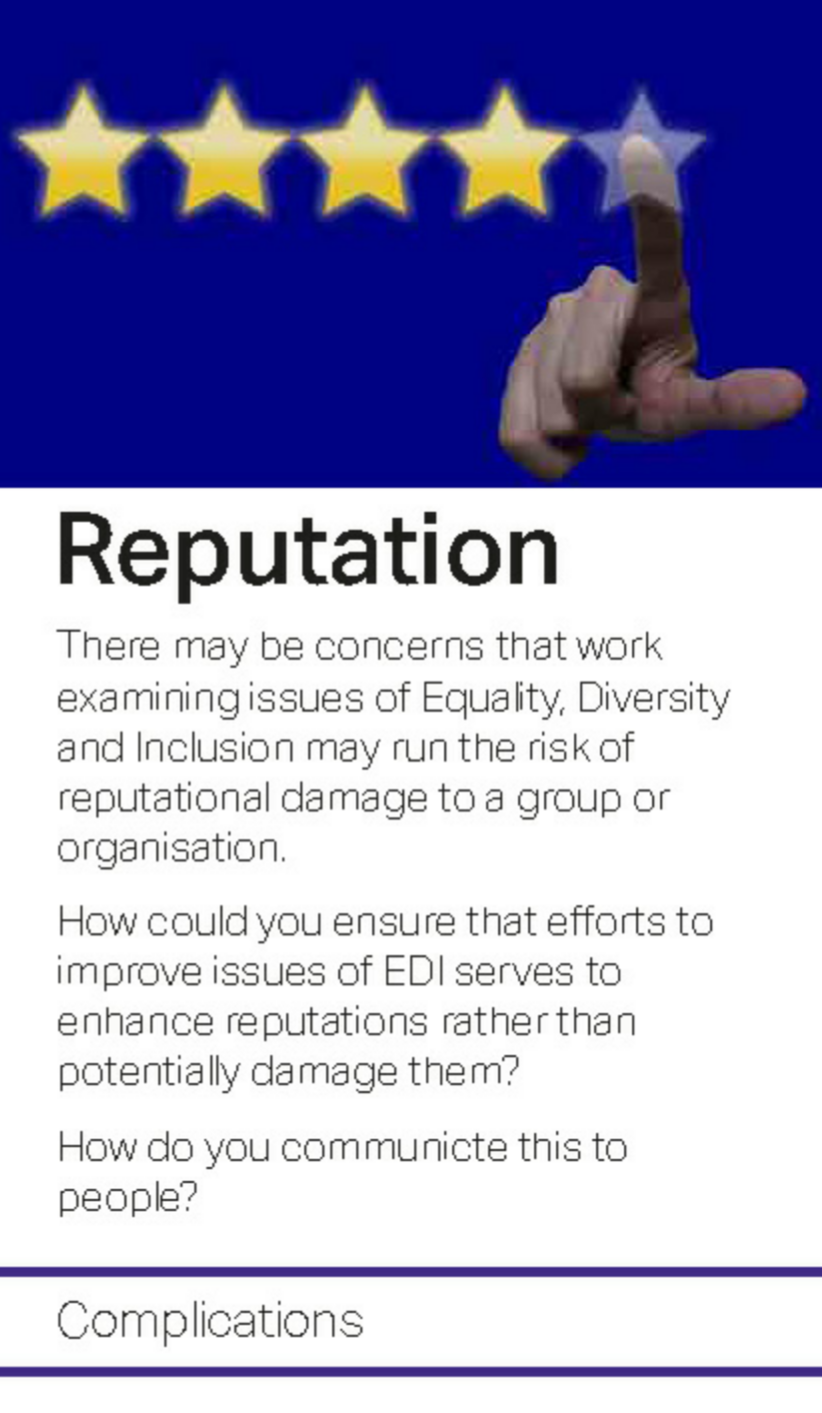 Reputation
There may be concerns that work
examining issues of Equality, Diversity
and Inclusion may run the risk of
reputational damage to a group or
organisation.
How could you ensure that efforts to
improve issues of EDI serves to
enhance reputations rather than
potentially damage them?
How do you communicte this to
people?
Complications